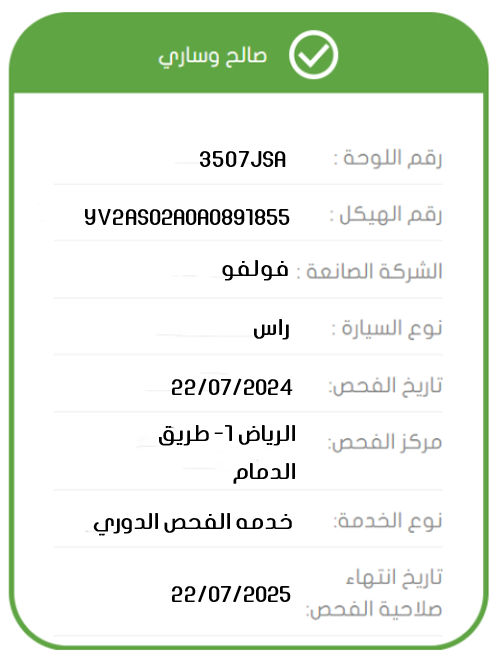 صالح وساري
رقم اللوحة : 3507JSA
رقم الهيكل : YV2AS02A0A0891855
الشركة الصانعة : فولفو
نوع السيارة : راس
تاريخ الفحص: 22/07/2024
مركز الفحص: الرياض 1- طريق
الدمام
نوع الخدمة: خدمه الفحص الدوري
تاريخ انتهاء
صلاحية الفحص: 22/07/2025